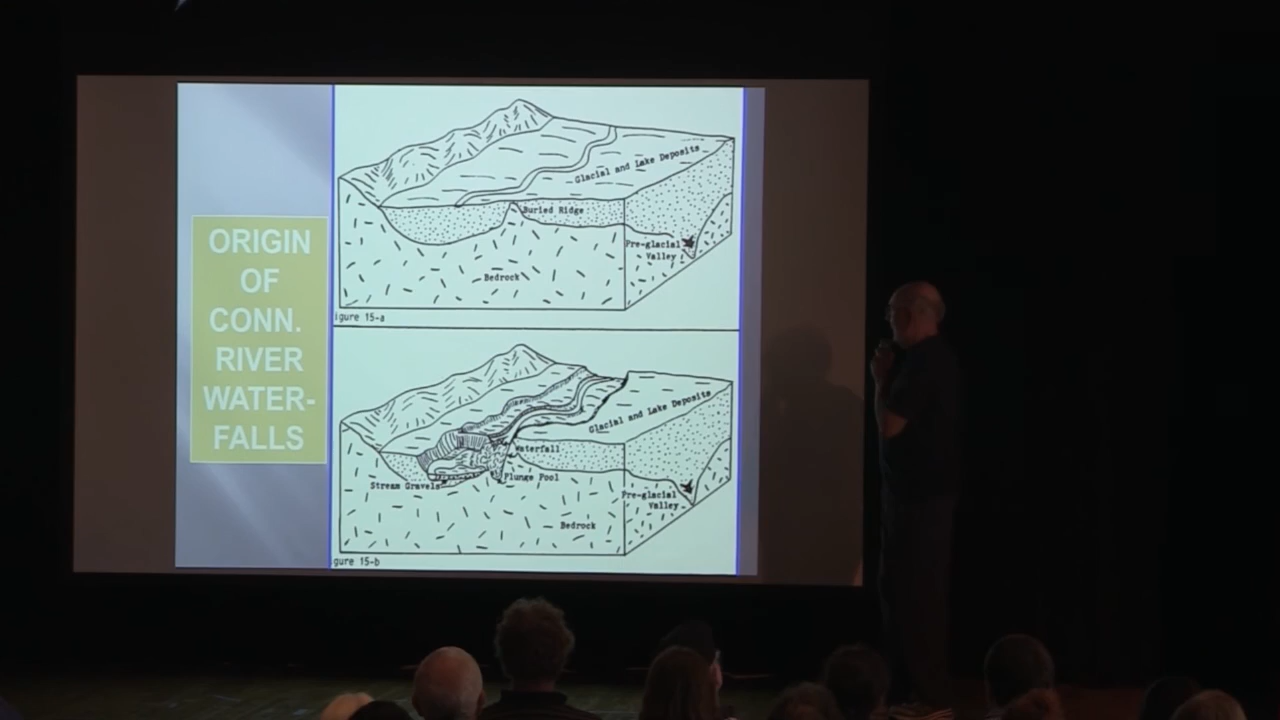 ORIGIN
OF
CONN.
RIVER
WATER-
FALLS
Glacial and Lake Deposits
Buried Ridge
Pre-glacial
Valley
Bedrock
igure 15-a
Glacial and Lake Deposits
Waterfall
Plunge Pool
Stream Gravels
Pre-glacial
Valley
Bedrock
gure 15-b